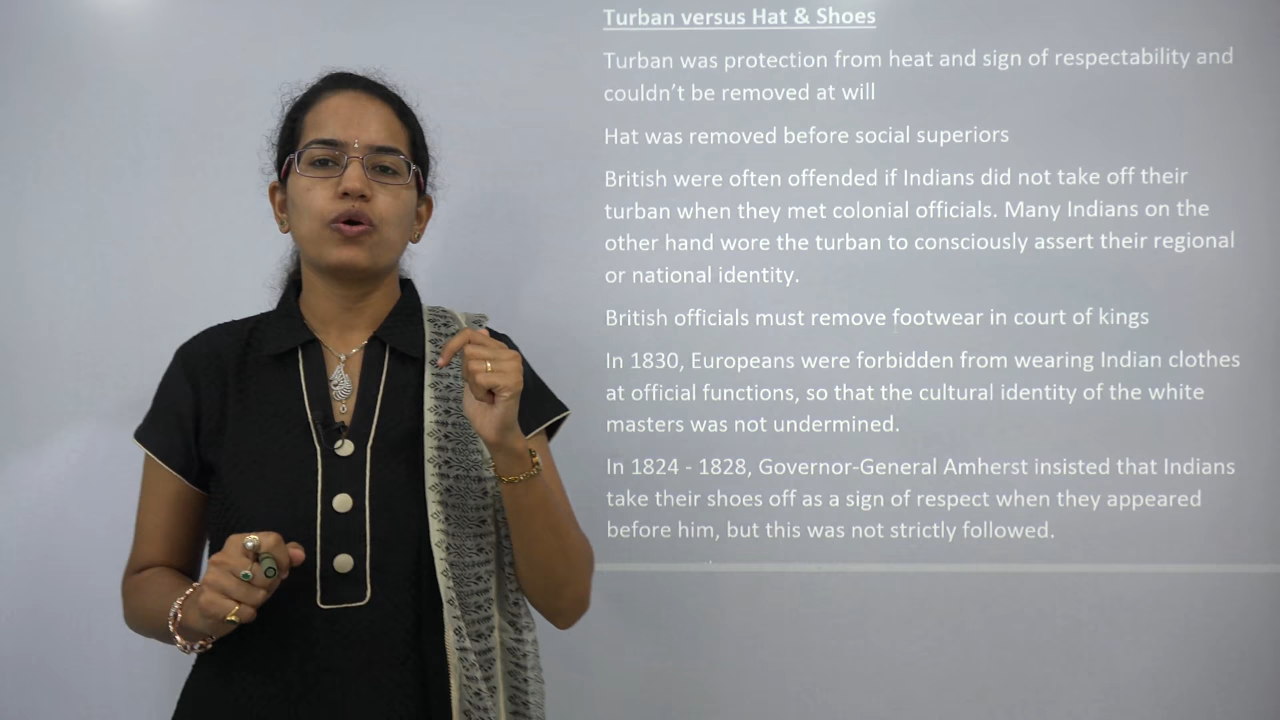 Turban versus Hat & Shoes
Turban was protection from heat and sign of respectability and
couldn't be removed at will
Hat was removed before social superiors
British were often offended if Indians did not take off their
turban when they met colonial officials. Many Indians on the
other hand wore the turban to consciously assert their regional
or national identity.
British officials must remove footwear in court of kings
In 1830, Europeans were forbidden from wearing Indian clothes
at official functions, so that the cultural identity of the white
masters was not undermined.
In 1824 - 1828, Governor-General Amherst insisted that Indians
take their shoes off as a sign of respect when they appeared
before him, but this was not strictly followed.